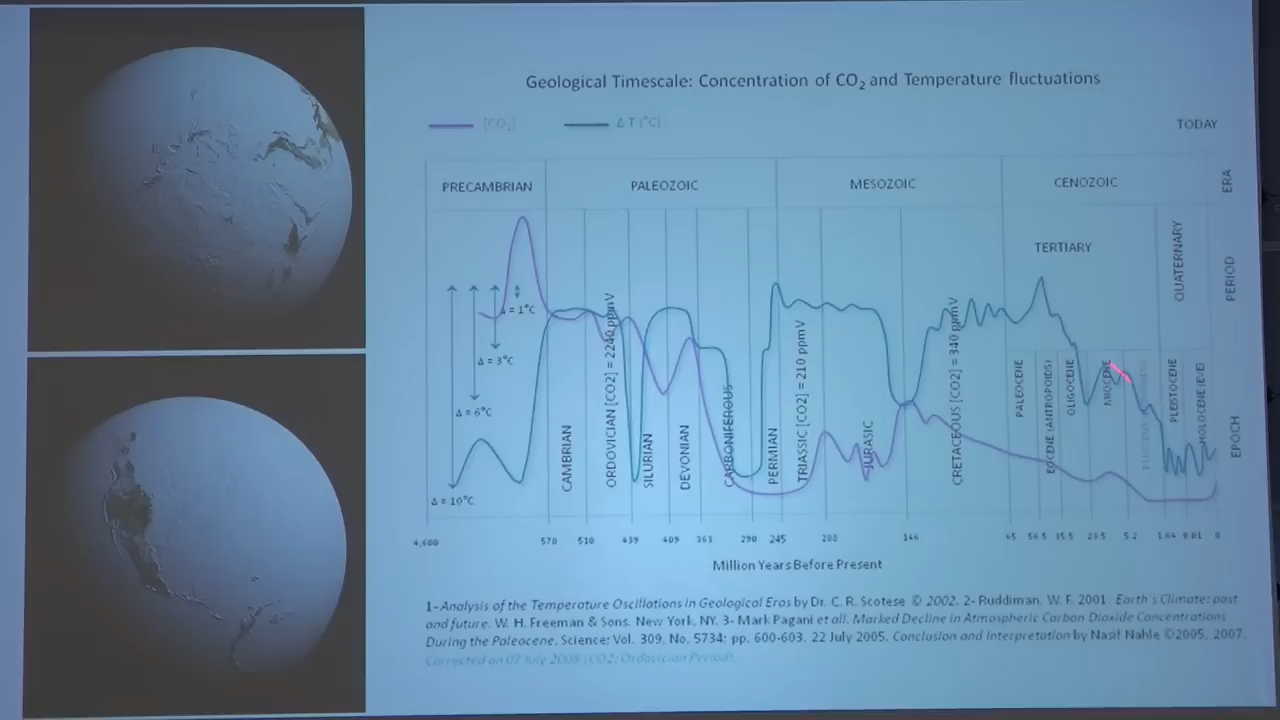 Geological Timescale: Concentration of CO2 and Temperature fluctuations
[CO2]
Δ T (°C)
TODAY
PRECAMBRIAN
PALEOZOIC
MESOZOIC
CENOZOIC
ERA
TERTIARY
QUATERNARY
PERIOD
Δ = 1°C
Δ = 3°C
Δ = 6°C
Δ = 10°C
CAMBRIAN
ORDOVICIAN [CO2] = 2240 ppmV
SILURIAN
DEVONIAN
CARBONIFEROUS
PERMIAN
TRIASSIC [CO2] = 210 ppmV
JURASIC
CRETACEOUS [CO2] = 340 ppmV
PALEOCENE
EOCENE (ANTROPOIDS)
OLIGOCENE
MIOCENE
PLEISTOCENE
HOLOCENE (EVE)
EPOCH
4,600 570 510 439 409 363 290 245 208 146 65 56.5 35.5 23.5 5.2 1.64 0.01 0
Million Years Before Present
1- Analysis of the Temperature Oscillations in Geological Eras by Dr. C. R. Scotese © 2002. 2- Ruddiman, W. F. 2001. Earth's Climate: past
and future. W. H. Freeman & Sons. New York, NY. 3- Mark Pagani et all. Marked Decline in Atmospheric Carbon Dioxide Concentrations
During the Paleocene. Science; Vol. 309, No. 5734; pp. 600-603. 22 July 2005. Conclusion and Interpretation by Nasif Nahle ©2005, 2007.
Corrected on 07 July 2008 (CO2: Ordovician Period).